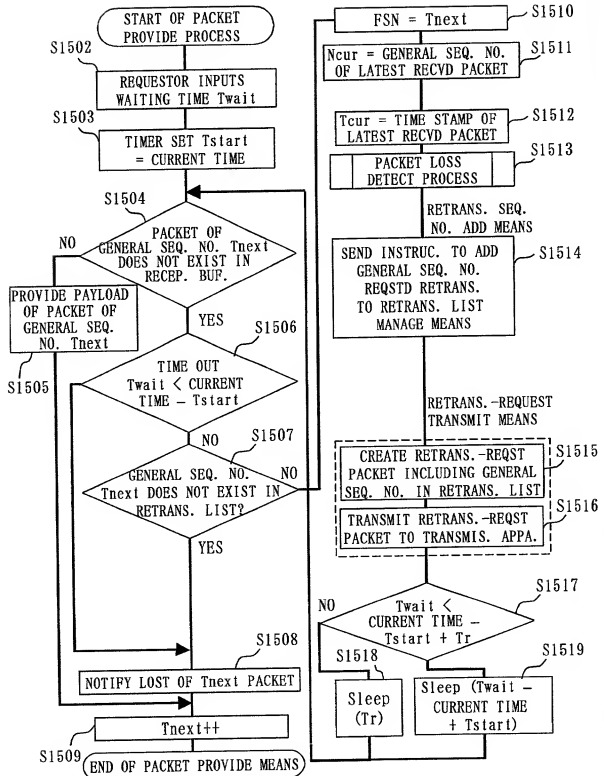 START OF PACKET
PROVIDE PROCESS
S1502
REQUESTOR INPUTS
WAITING TIME Twait
S1503
TIMER SET Tstart
= CURRENT TIME
S1504
NO
PACKET OF
GENERAL SEQ. NO. Tnext
DOES NOT EXIST IN
RECEP. BUF.
PROVIDE PAYLOAD
OF PACKET OF
GENERAL SEQ.
NO. Tnext
S1505
YES
S1506
TIME OUT
Twait < CURRENT
TIME - Tstart
NO
S1507
GENERAL SEQ. NO.
Tnext DOES NOT EXIST IN
RETRANS. LIST?
NO
YES
S1508
NOTIFY LOST OF Tnext PACKET
Tnext++
S1509
END OF PACKET PROVIDE MEANS
FSN = Tnext
S1510
S1511
Ncur = GENERAL SEQ. NO.
OF LATEST RECVD PACKET
S1512
Tcur = TIME STAMP OF
LATEST RECVD PACKET
S1513
PACKET LOSS
DETECT PROCESS
RETRANS. SEQ.
NO. ADD MEANS
S1514
SEND INSTRUC. TO ADD
GENERAL SEQ. NO.
REQSTD RETRANS.
TO RETRANS. LIST
MANAGE MEANS
RETRANS.-REQUEST
TRANSMIT MEANS
S1515
CREATE RETRANS.-REQST
PACKET INCLUDING GENERAL
SEQ. NO. IN RETRANS. LIST
S1516
TRANSMIT RETRANS.-REQST
PACKET TO TRANSMIS. APPA.
S1517
NO
Twait <
CURRENT TIME -
Tstart + Tr
S1518
Sleep
(Tr)
S1519
Sleep (Twait -
CURRENT TIME
+ Tstart)